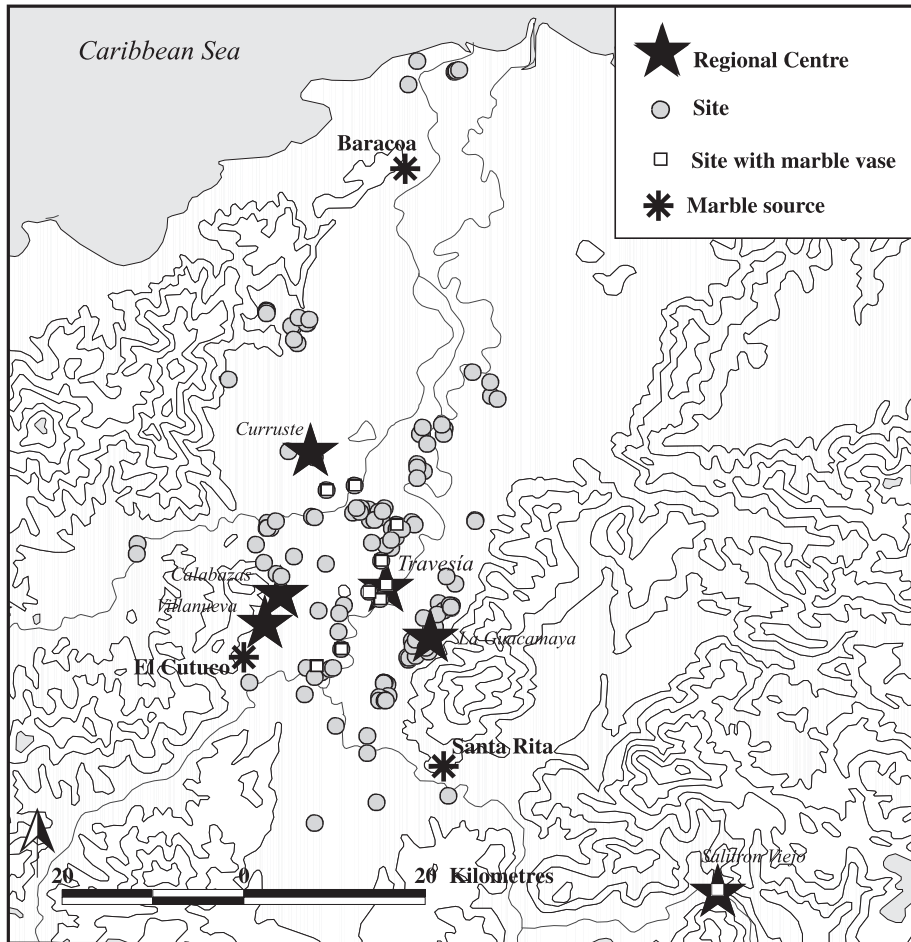 Caribbean Sea
Regional Centre
Site
Site with marble vase
Marble source
Baracoa
Curruste
Calabazas
Travesía
Villanueva
La Guacamaya
El Cutuco
Santa Rita
Salitron Viejo
20 0 20 Kilometres